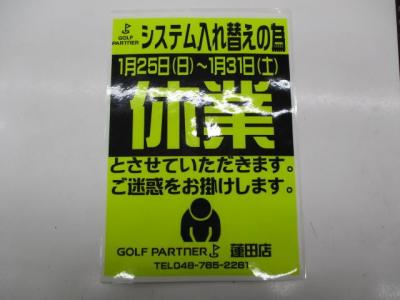 GOLF PARTNER
システム入れ替えの為
1月25日(日)～1月31日(土)
休業
とさせていただきます。
ご迷惑をお掛けします。
GOLF PARTNER 蓮田店
TEL048-765-2261